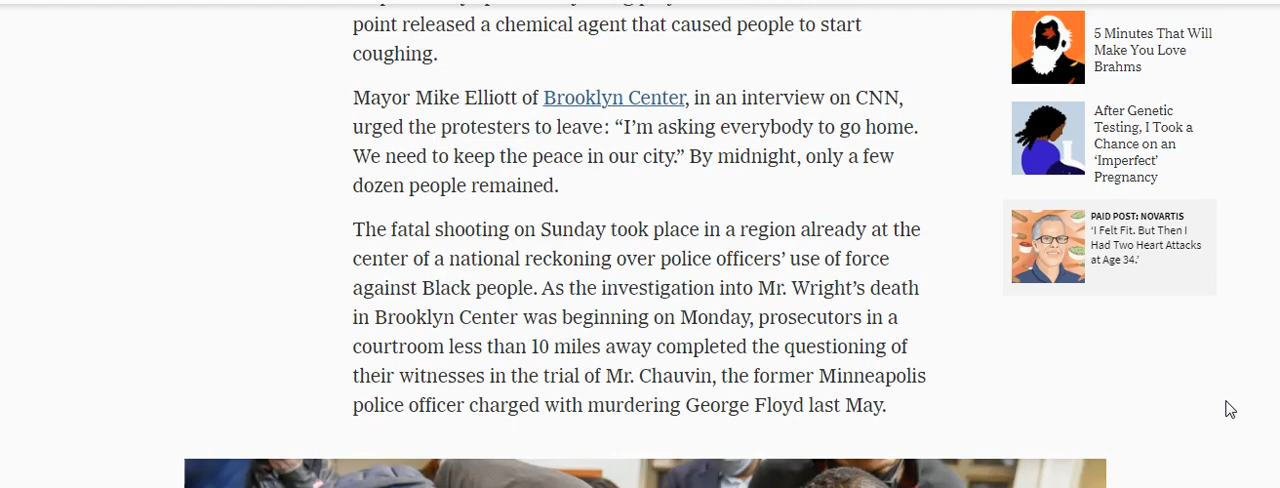 point released a chemical agent that caused people to start
coughing.
Mayor Mike Elliott of Brooklyn Center, in an interview on CNN,
urged the protesters to leave: “I’m asking everybody to go home.
We need to keep the peace in our city.” By midnight, only a few
dozen people remained.
The fatal shooting on Sunday took place in a region already at the
center of a national reckoning over police officers’ use of force
against Black people. As the investigation into Mr. Wright’s death
in Brooklyn Center was beginning on Monday, prosecutors in a
courtroom less than 10 miles away completed the questioning of
their witnesses in the trial of Mr. Chauvin, the former Minneapolis
police officer charged with murdering George Floyd last May.
5 Minutes That Will
Make You Love
Brahms
After Genetic
Testing, I Took a
Chance on an
‘Imperfect’
Pregnancy
PAID POST: NOVARTIS
‘I Felt Fit. But Then I
Had Two Heart Attacks
at Age 34.’